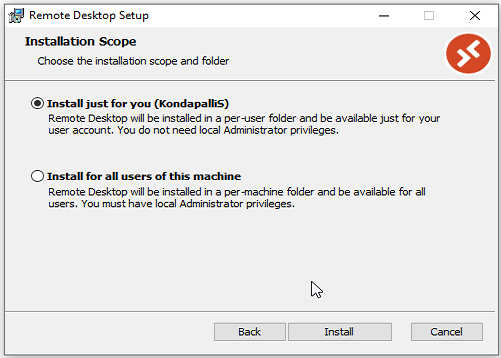 Remote Desktop Setup
Installation Scope
Choose the installation scope and folder
Install just for you (KondapalliS)
Remote Desktop will be installed in a per-user folder and be available just for your
user account. You do not need local Administrator privileges.
Install for all users of this machine
Remote Desktop will be installed in a per-machine folder and be available for all
users. You must have local Administrator privileges.
Back
Install
Cancel